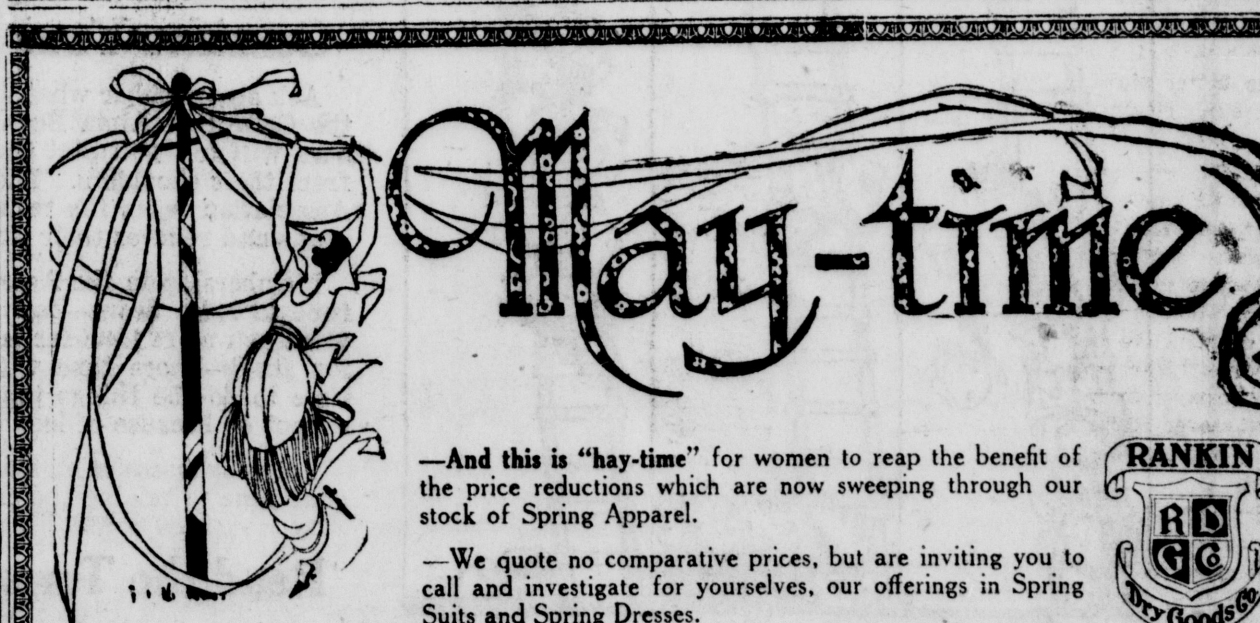 May-time
—And this is “hay-time” for women to reap the benefit of
the price reductions which are now sweeping through our
stock of Spring Apparel.
—We quote no comparative prices, but are inviting you to
call and investigate for yourselves, our offerings in Spring
Suits and Spring Dresses.
RANKIN
R D
G Co
Dry Goods Co